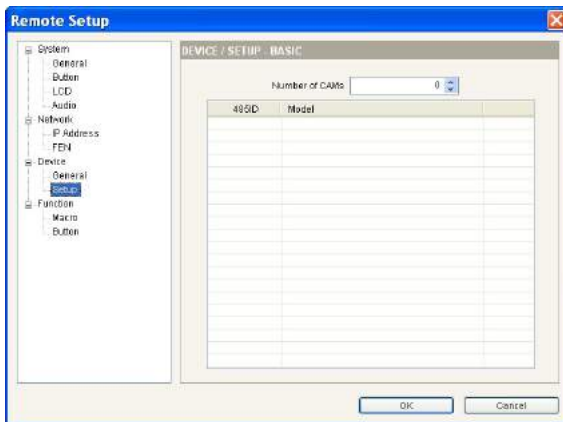 Remote Setup
System
General
Button
LCD
Audio
Network
IP Address
FEN
Device
General
Setup
Function
Macro
Button
DEVICE / SETUP - BASIC
Number of CAMs 0
485ID Model
OK Cancel